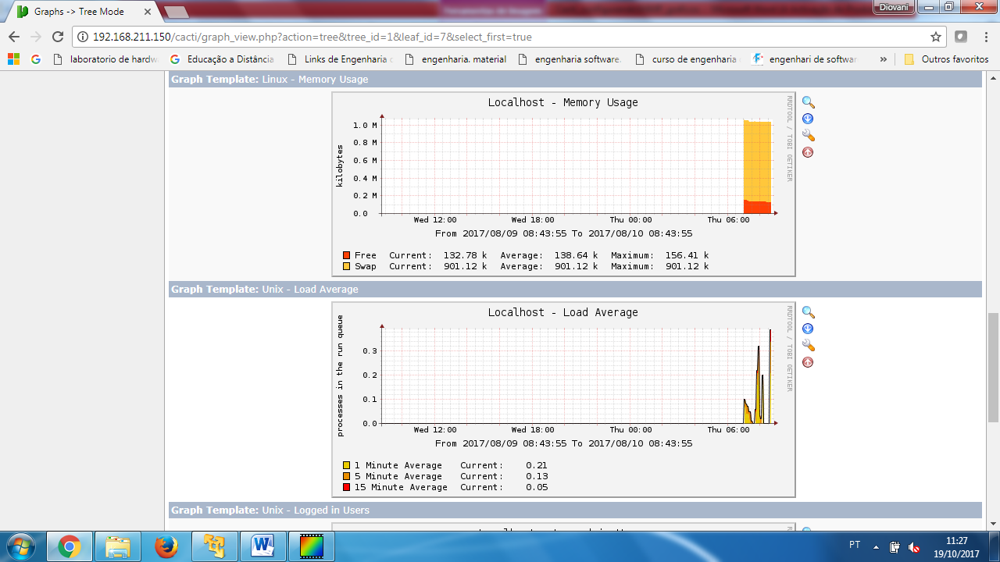 Graphs -> Tree Mode
Diovani
192.168.211.150/cacti/graph_view.php?action=tree&tree_id=1&leaf_id=7&select_first=true
laboratorio de hardw
Educação a Distância
Links de Engenharia
engenharia. material
engenharia software.
curso de engenharia
engenhari de softwar
»
Outros favoritos
Graph Template: Linux - Memory Usage
Localhost - Memory Usage
RRDTOOL / TOBI OETIKER
kilobytes
1.0 M
0.8 M
0.6 M
0.4 M
0.2 M
0.0
Wed 12:00 Wed 18:00 Thu 00:00 Thu 06:00
From 2017/08/09 08:43:55 To 2017/08/10 08:43:55
Free Current: 132.78 k Average: 138.64 k Maximum: 156.41 k
Swap Current: 901.12 k Average: 901.12 k Maximum: 901.12 k
Graph Template: Unix - Load Average
Localhost - Load Average
RRDTOOL / TOBI OETIKER
processes in the run queue
0.3
0.2
0.1
0.0
Wed 12:00 Wed 18:00 Thu 00:00 Thu 06:00
From 2017/08/09 08:43:55 To 2017/08/10 08:43:55
1 Minute Average Current: 0.21
5 Minute Average Current: 0.13
15 Minute Average Current: 0.05
Graph Template: Unix - Logged in Users
PT
11:27
19/10/2017